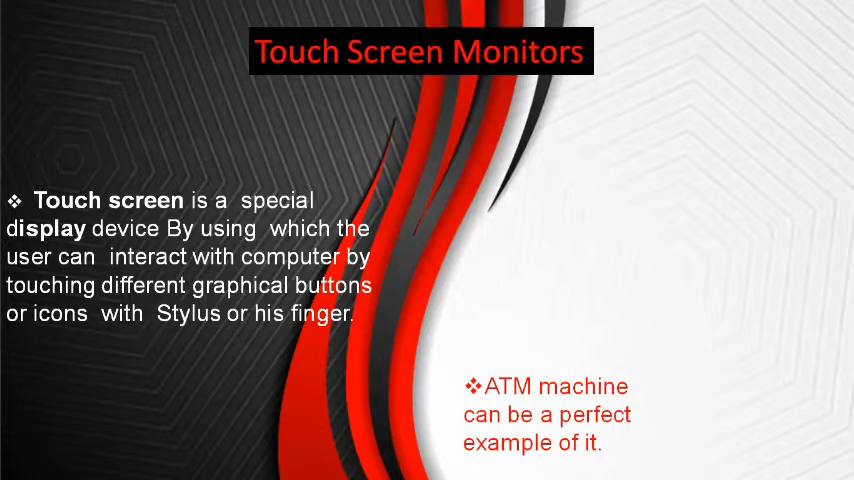 Touch Screen Monitors
❖ Touch screen is a special
display device By using which the
user can interact with computer by
touching different graphical buttons
or icons with Stylus or his finger.
❖ATM machine
can be a perfect
example of it.